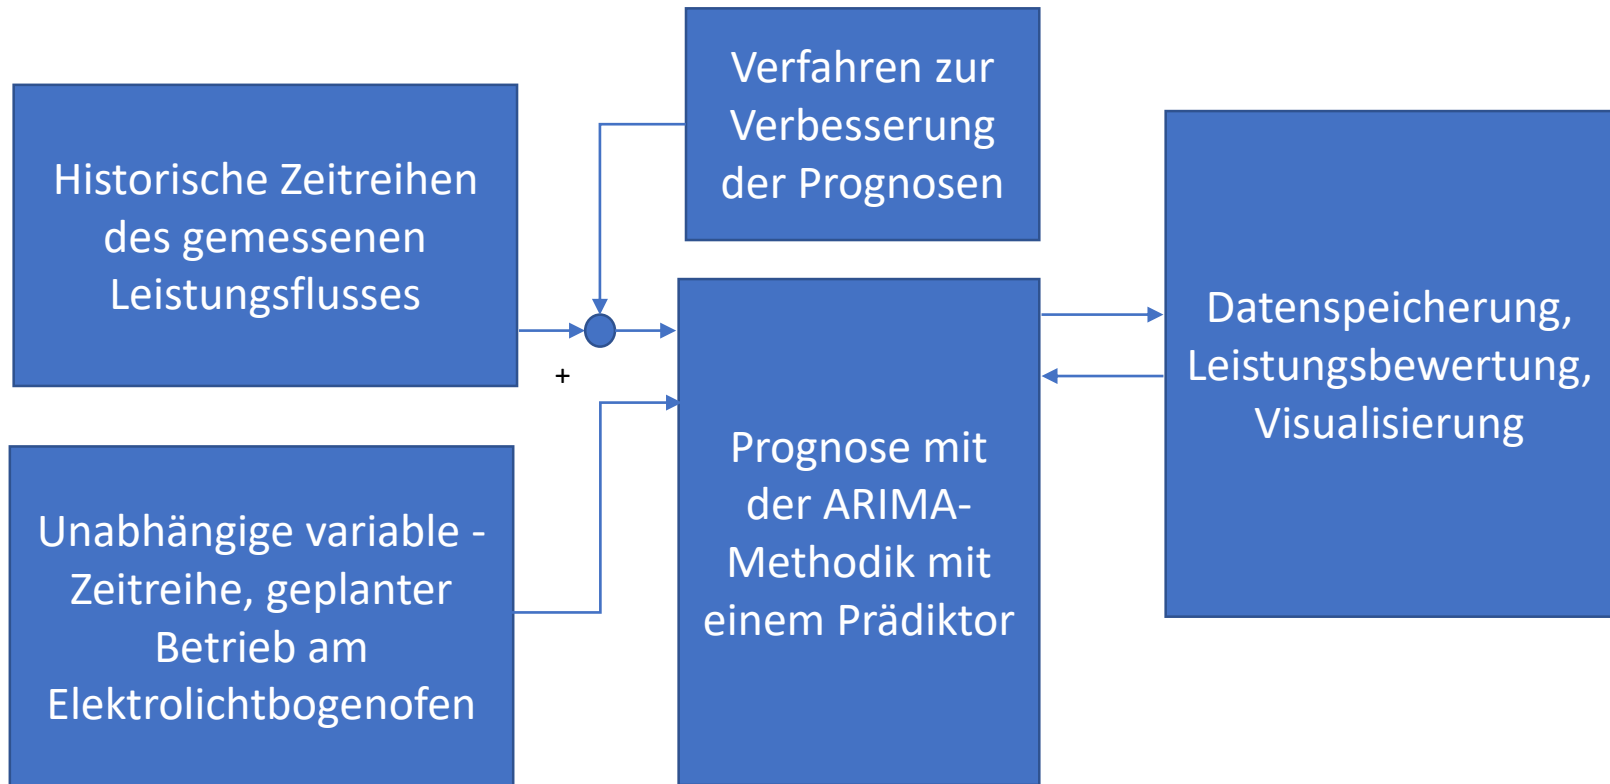 Historische Zeitreihen
des gemessenen
Leistungsflusses
Verfahren zur
Verbesserung
der Prognosen
+
Unabhängige variable -
Zeitreihe, geplanter
Betrieb am
Elektrolichtbogenofen
Prognose mit
der ARIMA-
Methodik mit
einem Prädiktor
Datenspeicherung,
Leistungsbewertung,
Visualisierung